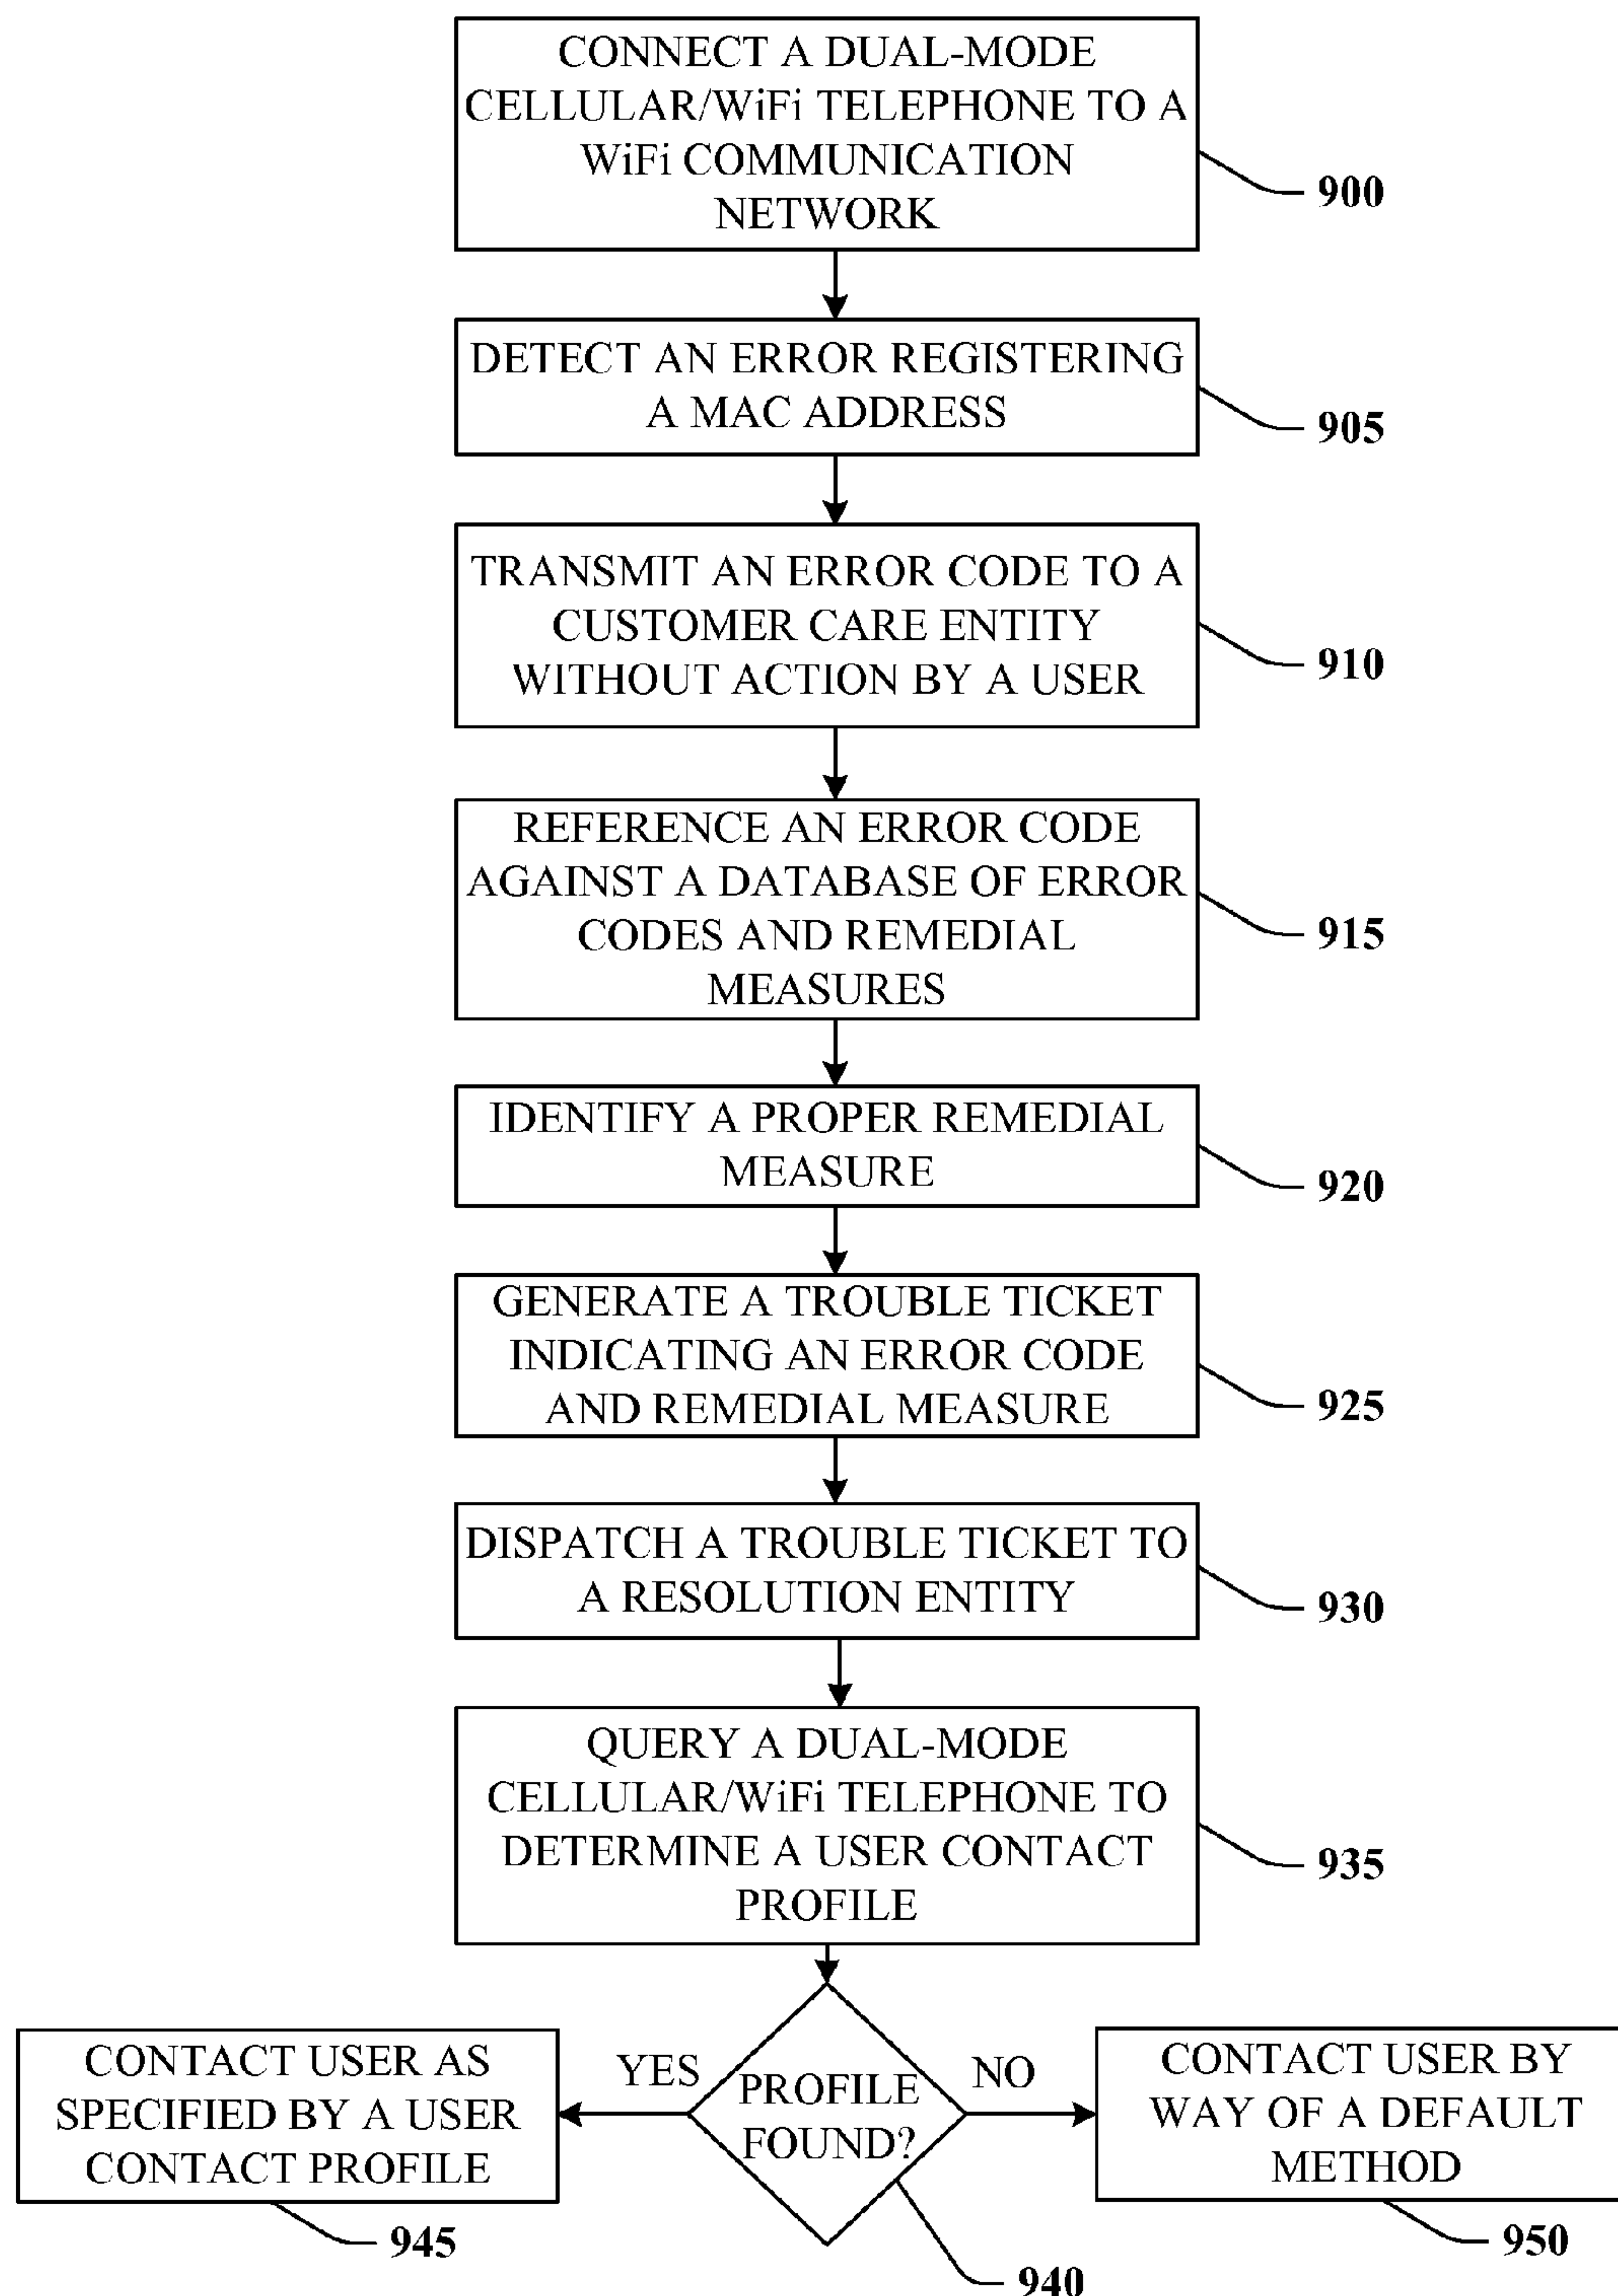 CONNECT A DUAL-MODE
CELLULAR/WiFi TELEPHONE TO A
WiFi COMMUNICATION
NETWORK
900
DETECT AN ERROR REGISTERING
A MAC ADDRESS
905
TRANSMIT AN ERROR CODE TO A
CUSTOMER CARE ENTITY
WITHOUT ACTION BY A USER
910
REFERENCE AN ERROR CODE
AGAINST A DATABASE OF ERROR
CODES AND REMEDIAL
MEASURES
915
IDENTIFY A PROPER REMEDIAL
MEASURE
920
GENERATE A TROUBLE TICKET
INDICATING AN ERROR CODE
AND REMEDIAL MEASURE
925
DISPATCH A TROUBLE TICKET TO
A RESOLUTION ENTITY
930
QUERY A DUAL-MODE
CELLULAR/WiFi TELEPHONE TO
DETERMINE A USER CONTACT
PROFILE
935
CONTACT USER AS
SPECIFIED BY A USER
CONTACT PROFILE
945
YES
PROFILE
FOUND?
940
NO
CONTACT USER BY
WAY OF A DEFAULT
METHOD
950